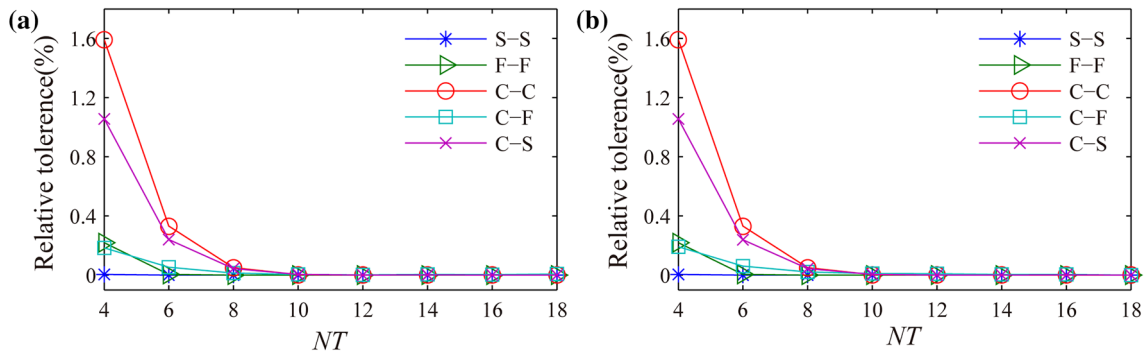 (a)
Relative tolerence(%)
1.6
1.2
0.8
0.4
0
4 6 8 10 12 14 16 18
NT
S−S
F−F
C−C
C−F
C−S
(b)
Relative tolerence(%)
1.6
1.2
0.8
0.4
0
4 6 8 10 12 14 16 18
NT
S−S
F−F
C−C
C−F
C−S